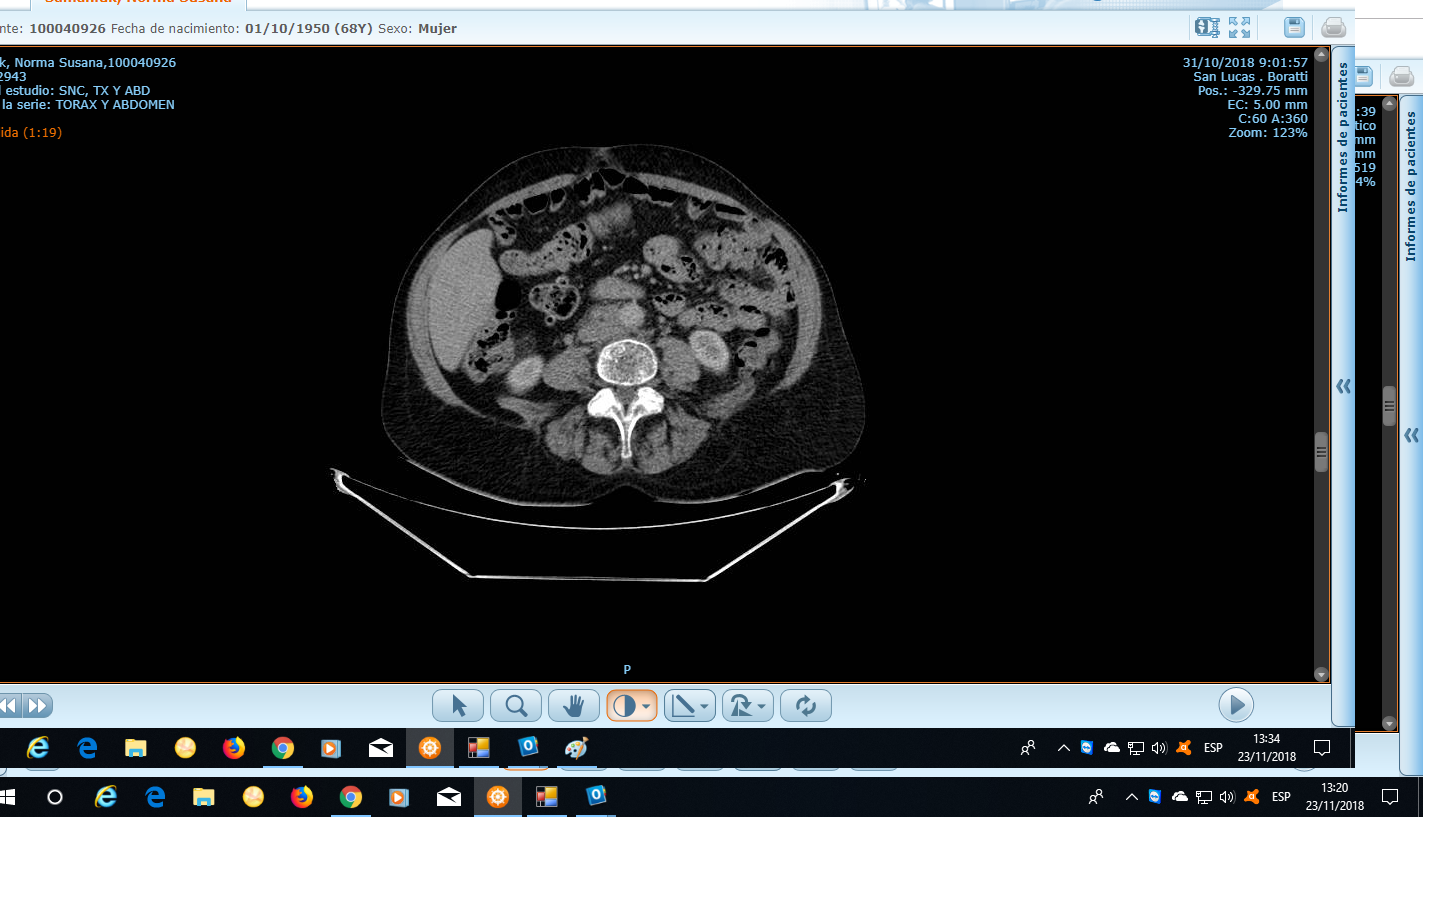 Samaniuk, Norma Susana
nte: 100040926 Fecha de nacimiento: 01/10/1950 (68Y) Sexo: Mujer
k, Norma Susana,100040926
2943
l estudio: SNC, TX Y ABD
la serie: TORAX Y ABDOMEN
ida (1:19)
31/10/2018 9:01:57
San Lucas . Boratti
Pos.: -329.75 mm
EC: 5.00 mm
C:60 A:360
Zoom: 123%
Informes de pacientes
:39
tico
mm
mm
519
4%
Informes de pacientes
P
ESP
13:34
23/11/2018
ESP
13:20
23/11/2018